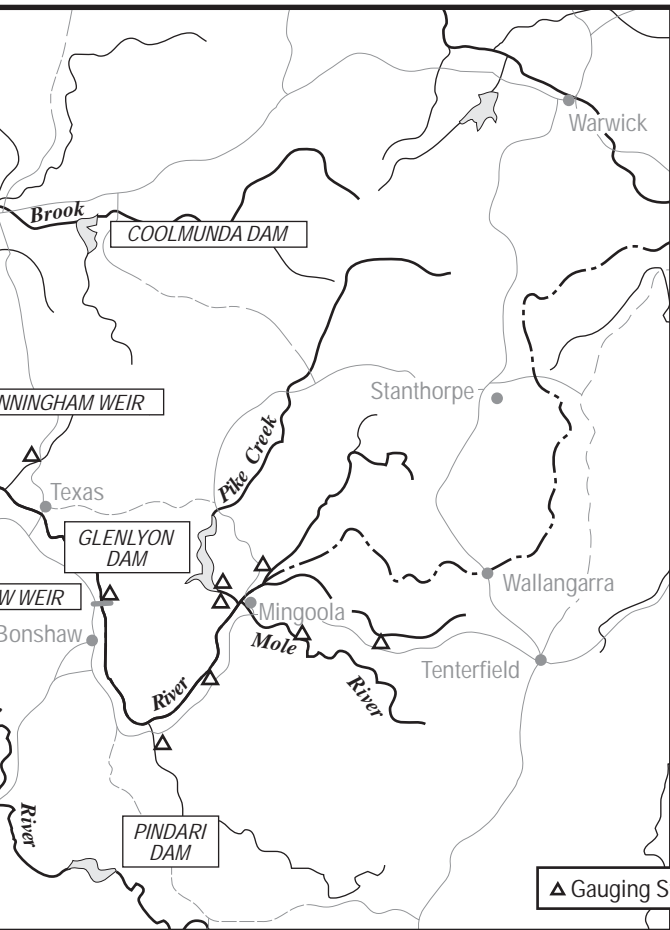 Warwick
Brook
COOLMUNDA DAM
Stanthorpe
NNINGHAM WEIR
Pike Creek
Texas
GLENLYON
DAM
Wallangarra
W WEIR
Mingoola
Bonshaw
Mole
River
Tenterfield
River
River
PINDARI
DAM
Gauging S